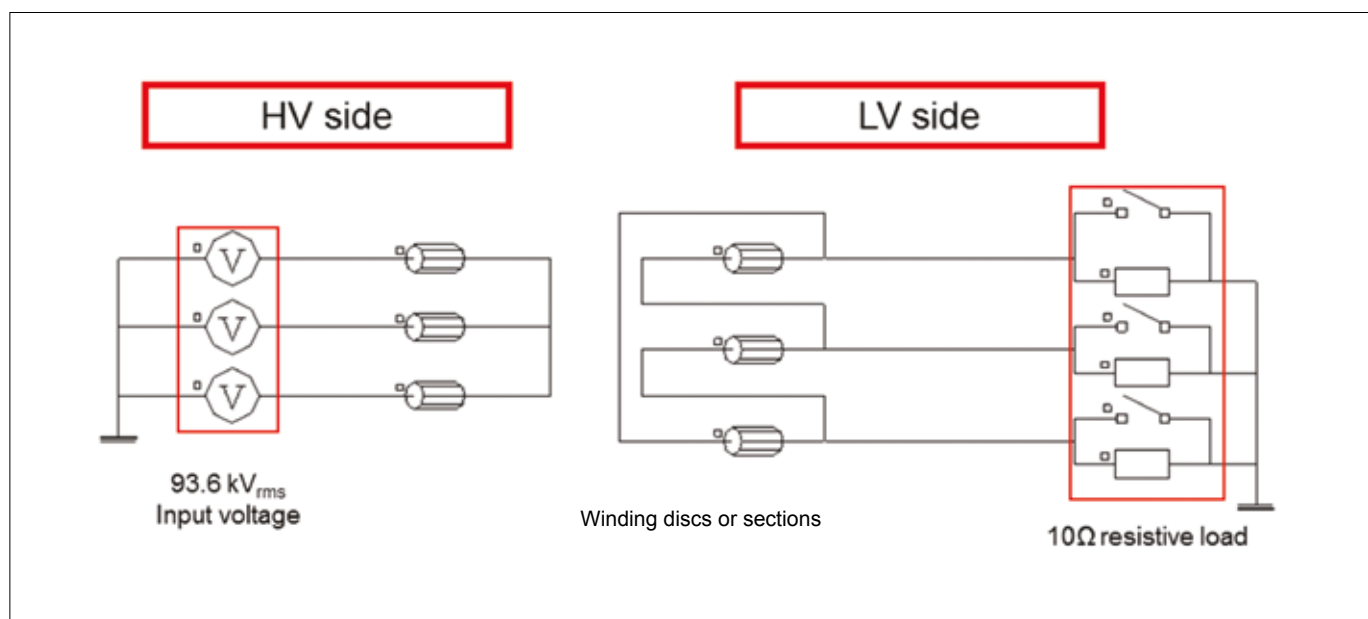 HV side
LV side
V
V
V
93.6 kVrms
Input voltage
Winding discs or sections
10Ω resistive load